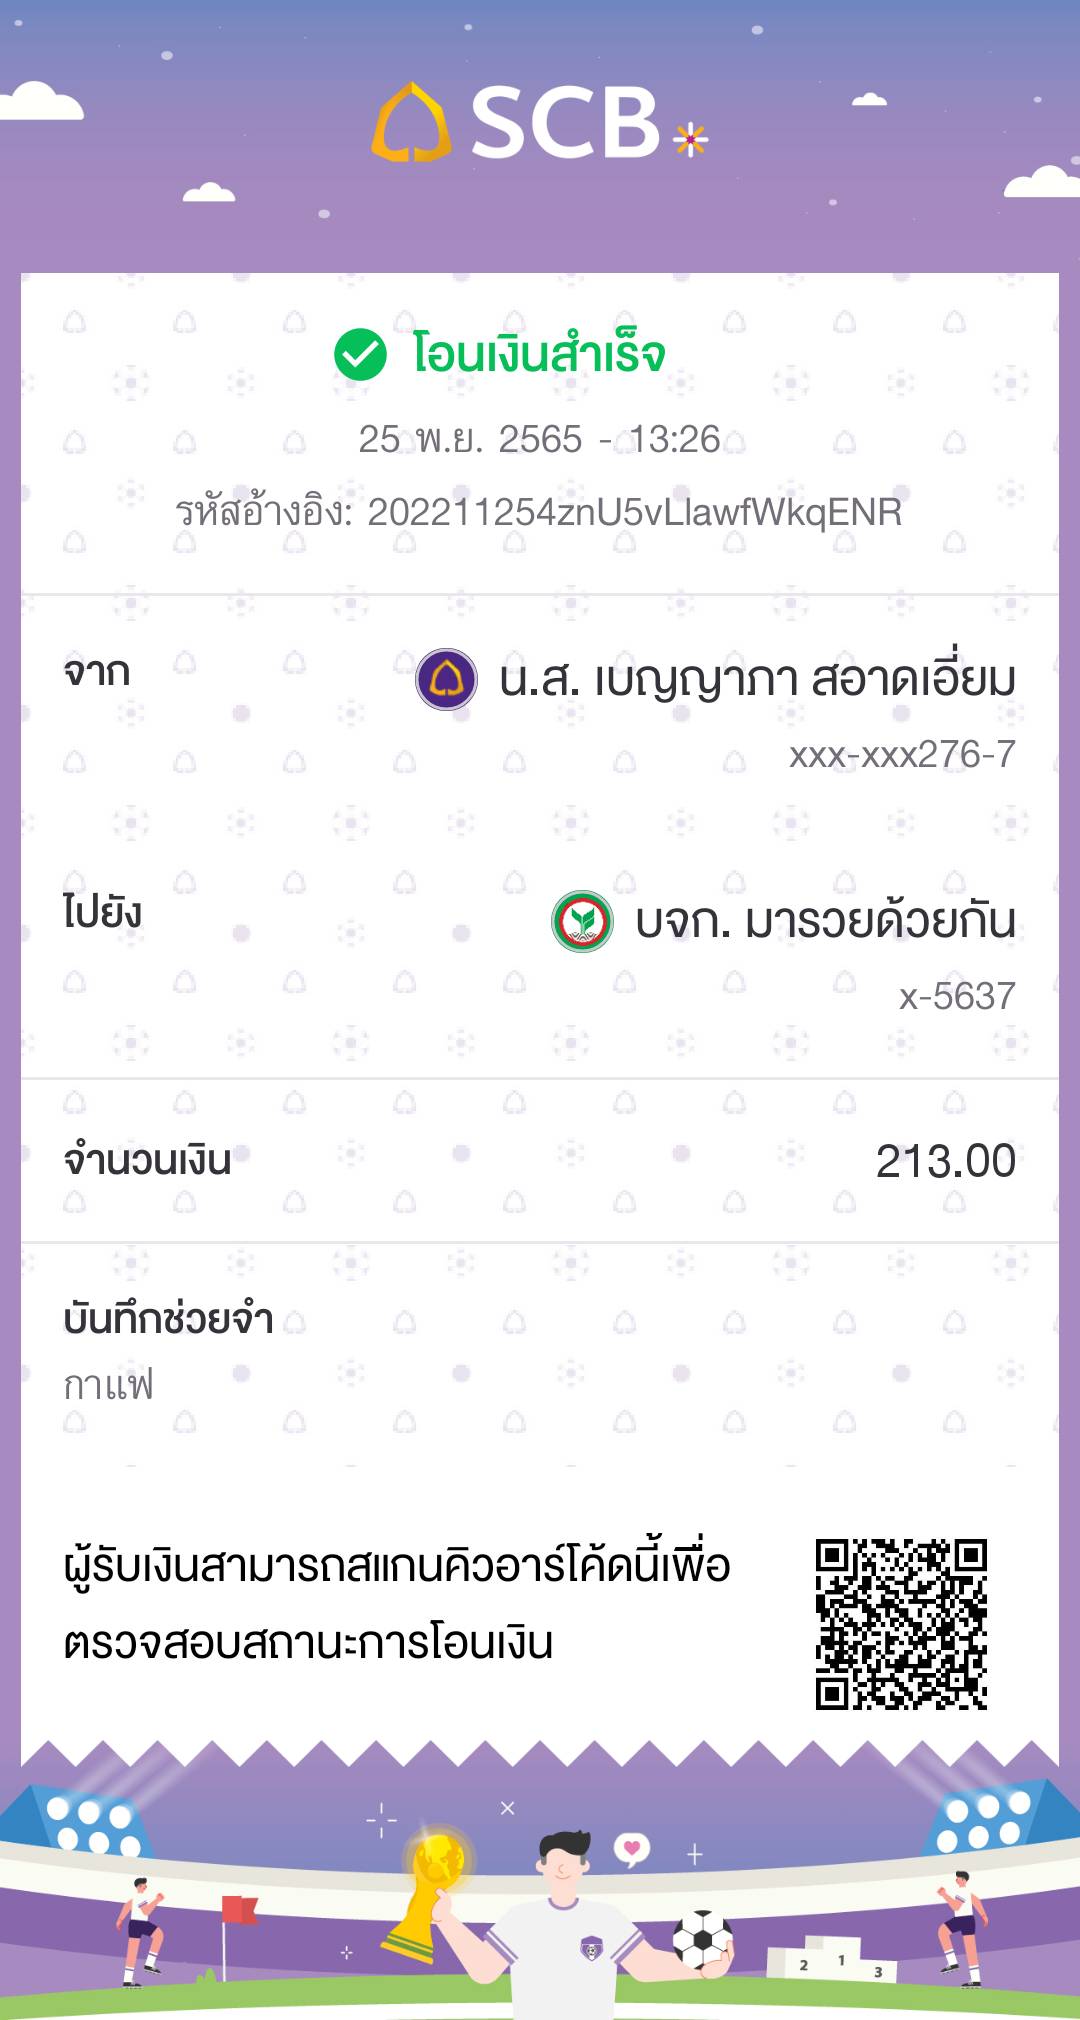 SCB
โอนเงินสำเร็จ
25 พ.ย. 2565 - 13:26
รหัสอ้างอิง: 202211254znU5vLlawfWkqENR
จาก
น.ส. เบญญาภา สอาดเอี่ยม
xxx-xxx276-7
ไปยัง
บจก. มารวยด้วยกัน
x-5637
จำนวนเงิน
213.00
บันทึกช่วยจำ
กาแฟ
ผู้รับเงินสามารถสแกนคิวอาร์โค้ดนี้เพื่อ
ตรวจสอบสถานะการโอนเงิน
2 1 3